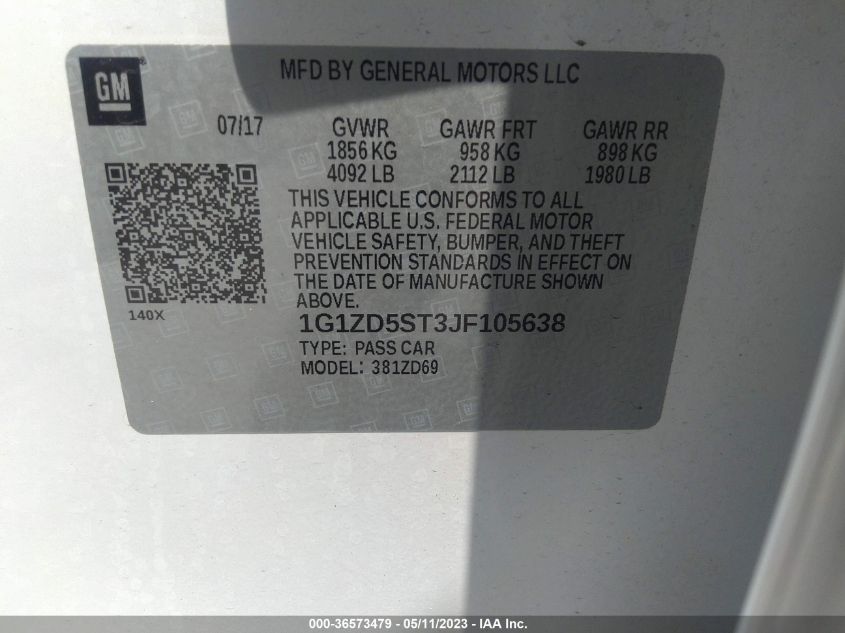 GM
MFD BY GENERAL MOTORS LLC
07/17 GVWR GAWR FRT GAWR RR
1856 KG 958 KG 898 KG
4092 LB 2112 LB 1980 LB
THIS VEHICLE CONFORMS TO ALL
APPLICABLE U.S. FEDERAL MOTOR
VEHICLE SAFETY, BUMPER, AND THEFT
PREVENTION STANDARDS IN EFFECT ON
THE DATE OF MANUFACTURE SHOWN
ABOVE.
140X
1G1ZD5ST3JF105638
TYPE: PASS CAR
MODEL: 381ZD69
000-36573479 - 05/11/2023 - IAA Inc.